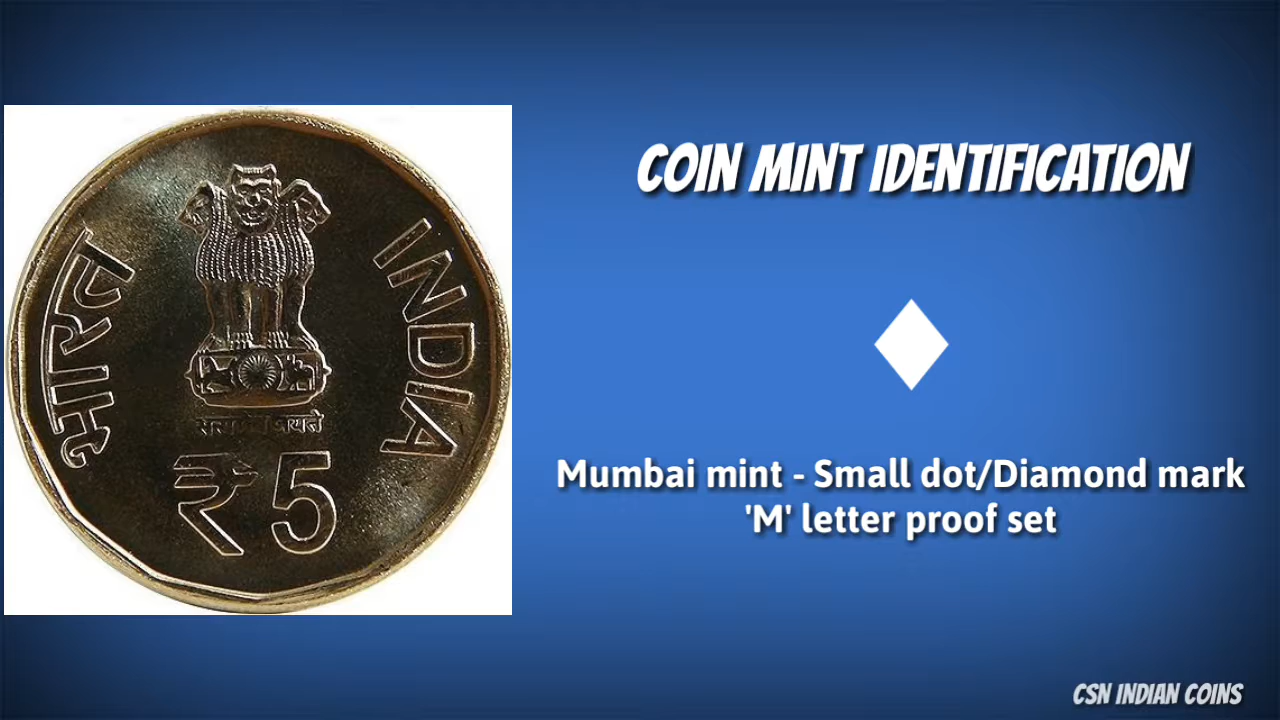 COIN MINT IDENTIFICATION
भारत
INDIA
सत्यमेव जयते
₹ 5
Mumbai mint - Small dot/Diamond mark
'M' letter proof set
CSN INDIAN COINS